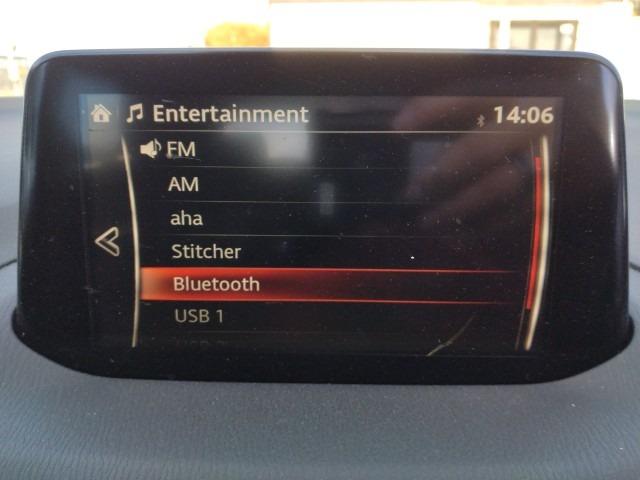 Entertainment 14:06
FM
AM
aha
Stitcher
Bluetooth
USB 1